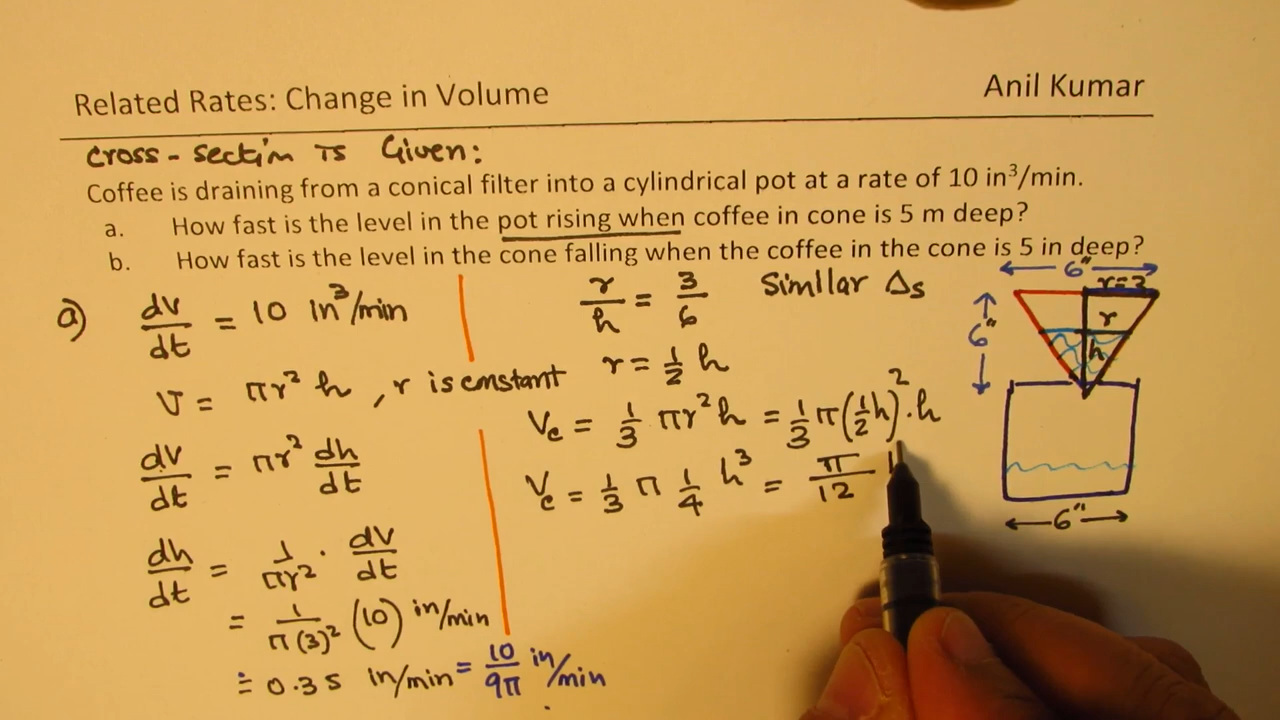 Related Rates: Change in Volume
Anil Kumar
Cross-section is Given:
Coffee is draining from a conical filter into a cylindrical pot at a rate of 10 in³/min.
a. How fast is the level in the pot rising when coffee in cone is 5 m deep?
b. How fast is the level in the cone falling when the coffee in the cone is 5 in deep?
a)
dv/dt = 10 in³/min
V = πr² h, r is constant
dv/dt = πr² dh/dt
dh/dt = 1/πr² · dv/dt
= 1/π(3)² (10) in/min
≐ 0.35 in/min = 10/9π in/min
r/h = 3/6 Similar Δs
r = 1/2 h
Vc = 1/3 πr² h = 1/3 π(1/2 h)² · h
Vc = 1/3 π 1/4 h³ = π/12
6"
r=3
6"
r
h
6"